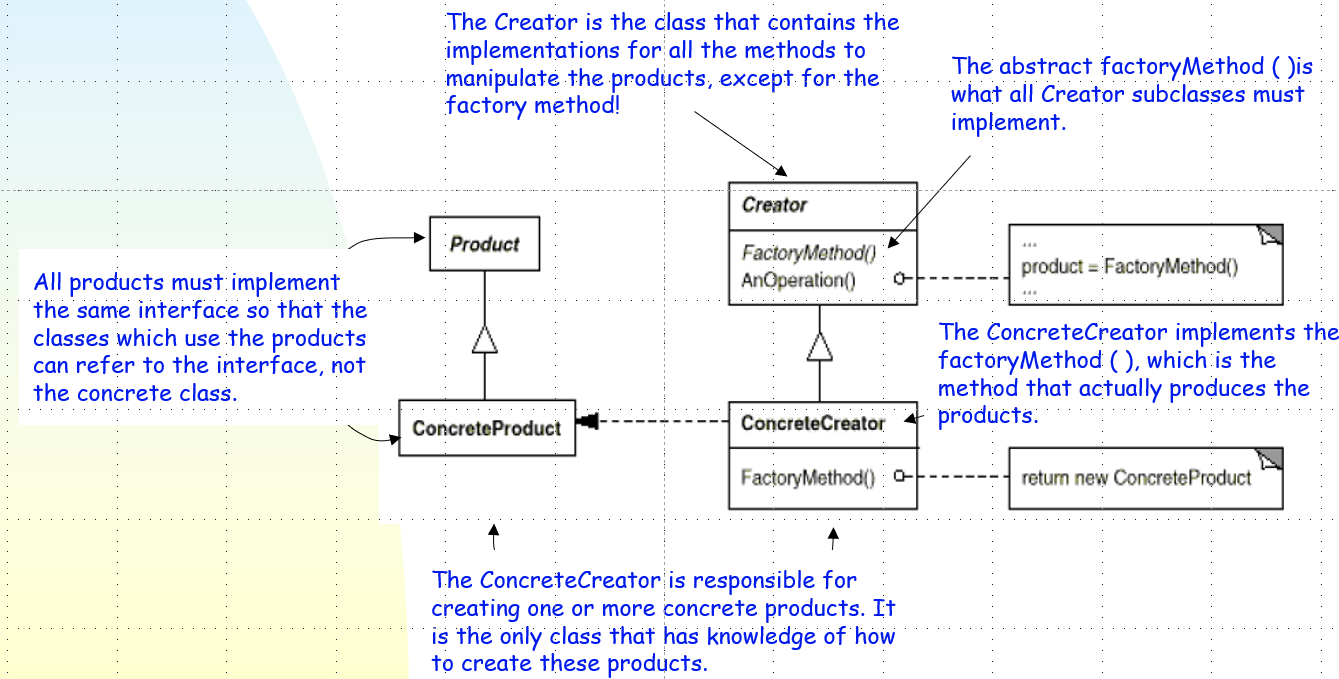 The Creator is the class that contains the
implementations for all the methods to
manipulate the products, except for the
factory method!
The abstract factoryMethod ( )is
what all Creator subclasses must
implement.
Creator
FactoryMethod()
AnOperation()
...
product = FactoryMethod()
...
Product
All products must implement
the same interface so that the
classes which use the products
can refer to the interface, not
the concrete class.
The ConcreteCreator implements the
factoryMethod ( ), which is the
method that actually produces the
products.
ConcreteProduct
ConcreteCreator
FactoryMethod()
return new ConcreteProduct
The ConcreteCreator is responsible for
creating one or more concrete products. It
is the only class that has knowledge of how
to create these products.